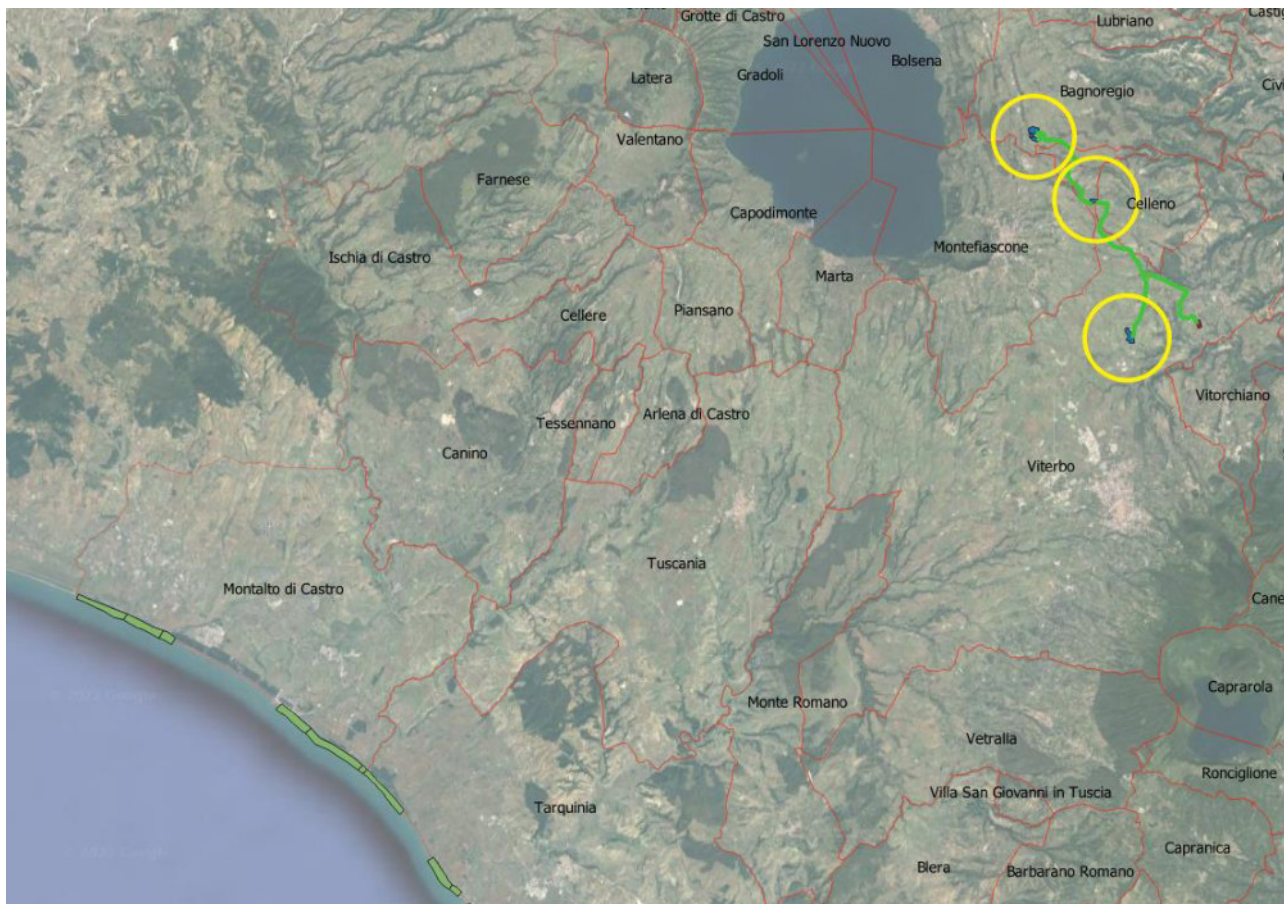 Grotte di Castro
Lubriano
San Lorenzo Nuovo
Bolsena
Latera
Gradoli
Bagnoregio
Valentano
Farnese
Celleno
Capodimonte
Montefiascone
Ischia di Castro
Marta
Cellere
Piansano
Vitorchiano
Tessennano
Arlena di Castro
Canino
Viterbo
Tuscania
Montalto di Castro
Cane
Caprarola
Monte Romano
Vetralla
Ronciglione
Villa San Giovanni in Tuscia
Tarquinia
Capranica
Blera
Barbarano Romano